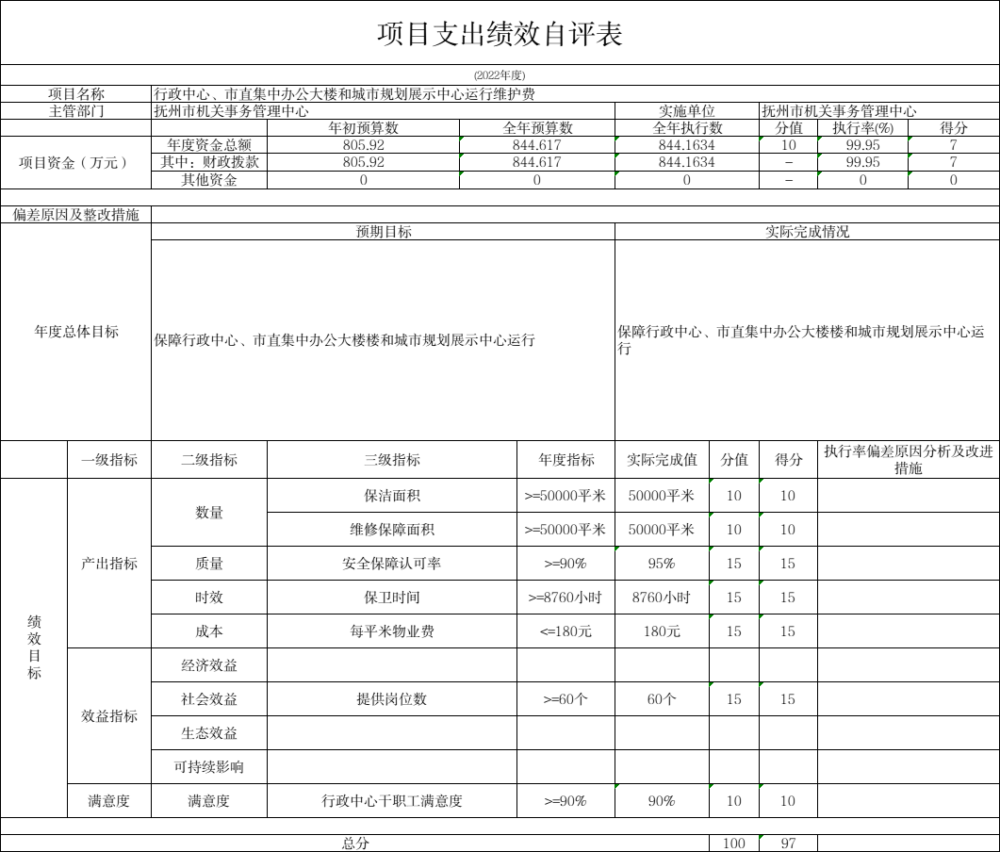 项目支出绩效自评表
(2022年度)
项目名称 行政中心、市直集中办公大楼和城市规划展示中心运行维护费
主管部门 抚州市机关事务管理中心 实施单位 抚州市机关事务管理中心
年初预算数 全年预算数 全年执行数 分值 执行率(%) 得分
项目资金（万元）
年度资金总额 805.92 844.617 844.1634 10 99.95 7
其中：财政拨款 805.92 844.617 844.1634 – 99.95 7
其他资金 0 0 0 – 0 0
偏差原因及整改措施
预期目标 实际完成情况
年度总体目标
保障行政中心、市直集中办公大楼楼和城市规划展示中心运行
保障行政中心、市直集中办公大楼楼和城市规划展示中心运
行
一级指标 二级指标 三级指标 年度指标 实际完成值 分值 得分 执行率偏差原因分析及改进
措施
绩
效
目
标
产出指标
数量
保洁面积 >=50000平米 50000平米 10 10
维修保障面积 >=50000平米 50000平米 10 10
质量 安全保障认可率 >=90% 95% 15 15
时效 保卫时间 >=8760小时 8760小时 15 15
成本 每平米物业费 <=180元 180元 15 15
效益指标
经济效益
社会效益 提供岗位数 >=60个 60个 15 15
生态效益
可持续影响
满意度 满意度 行政中心干职工满意度 >=90% 90% 10 10
总分 100 97